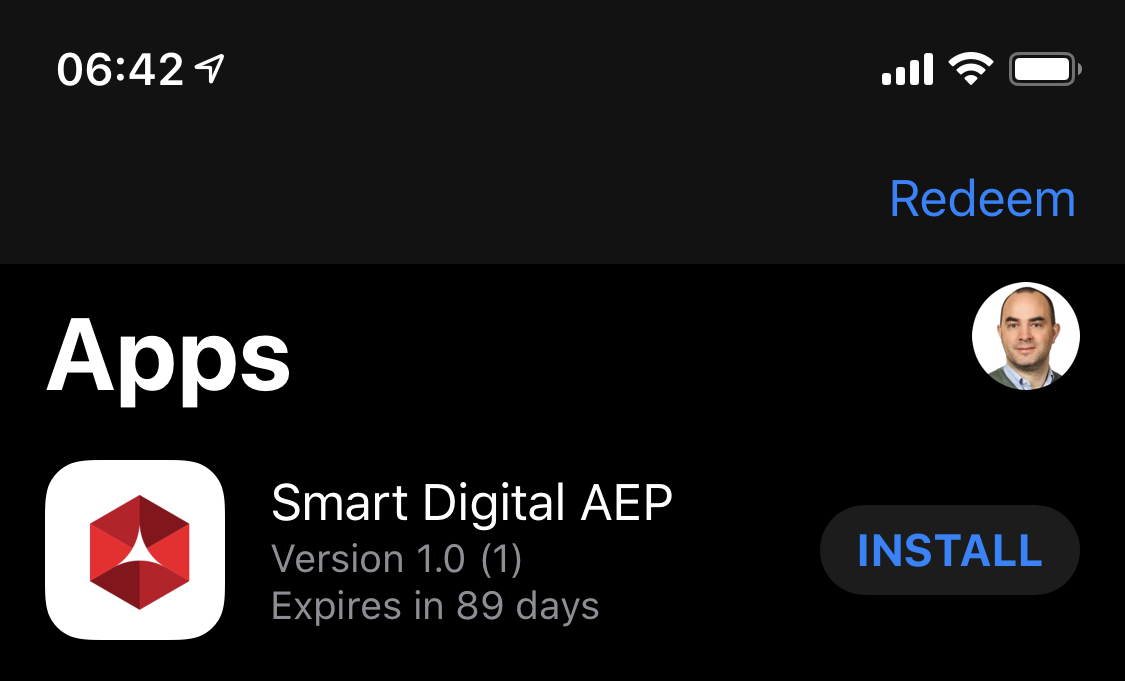 06:42
Redeem
Apps
Smart Digital AEP
Version 1.0 (1)
Expires in 89 days
INSTALL